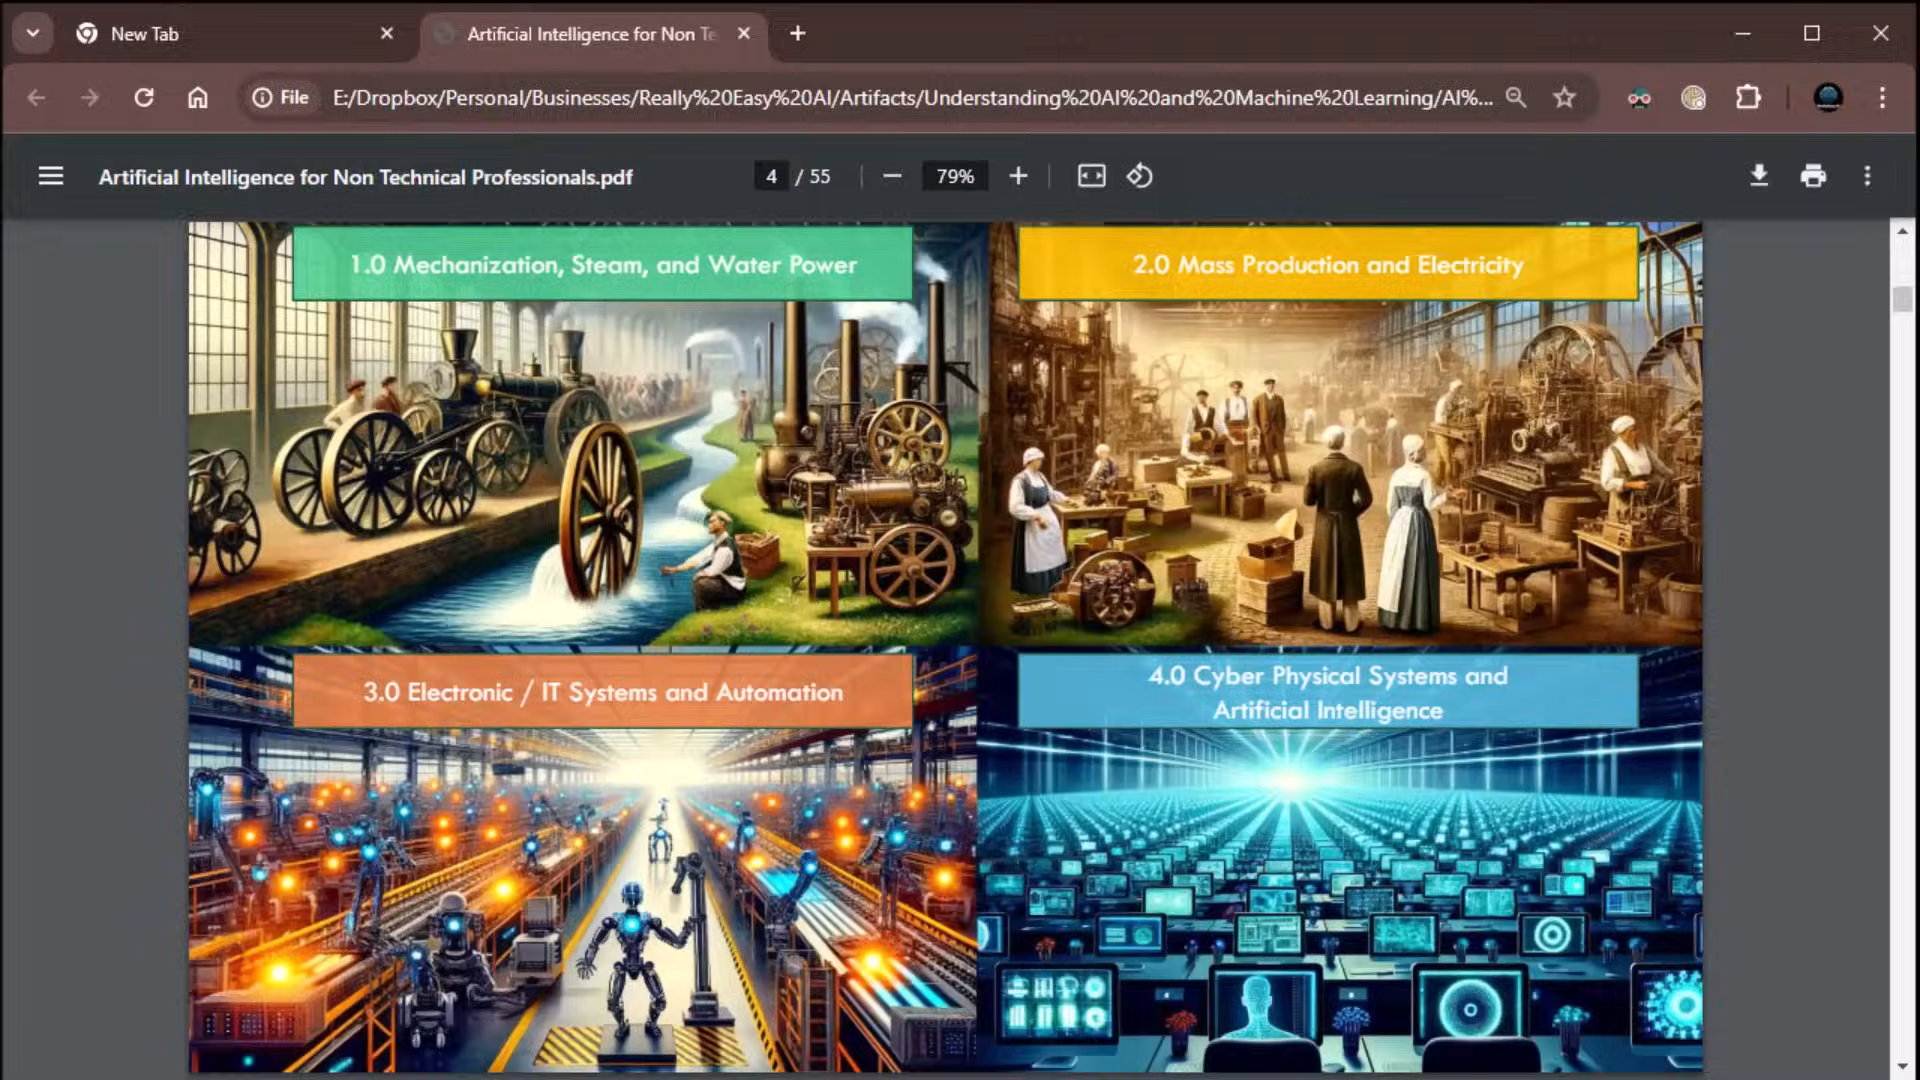 New Tab
Artificial Intelligence for Non Te
File
E:/Dropbox/Personal/Businesses/Really%20Easy%20AI/Artifacts/Understanding%20AI%20and%20Machine%20Learning/AI%...
Artificial Intelligence for Non Technical Professionals.pdf
4 / 55
79%
1.0 Mechanization, Steam, and Water Power
2.0 Mass Production and Electricity
3.0 Electronic / IT Systems and Automation
4.0 Cyber Physical Systems and
Artificial Intelligence